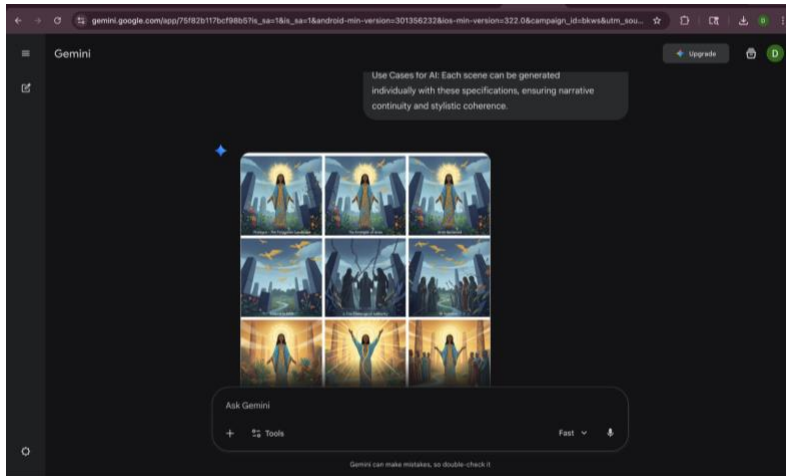 gemini.google.com/app/75f82b117bcf98b5?is_sa=1&is_sa=1&android-min-version=301356232&ios-min-version=322.0&campaign_id=bkws&utm_sou...
Gemini
Upgrade
D
D
Use Cases for AI: Each scene can be generated
individually with these specifications, ensuring narrative
continuity and stylistic coherence.
Ask Gemini
Tools
Fast
Gemini can make mistakes, so double-check it